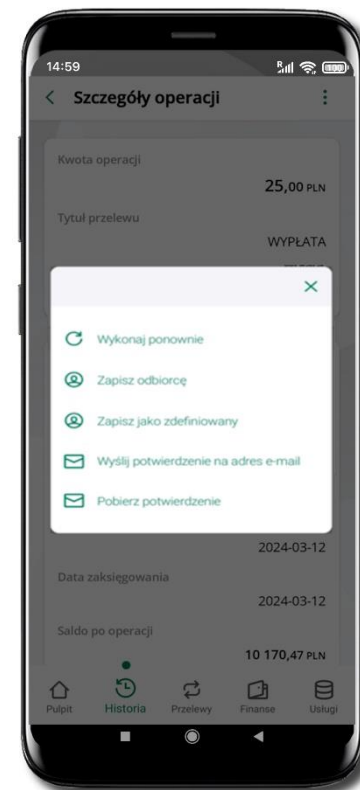 14:59
R
Szczegóły operacji
Kwota operacji
25,00 PLN
Tytuł przelewu
WYPŁATA
Wykonaj ponownie
Zapisz odbiorcę
Zapisz jako zdefiniowany
Wyślij potwierdzenie na adres e-mail
Pobierz potwierdzenie
2024-03-12
Data zaksięgowania
2024-03-12
Saldo po operacji
10 170,47 PLN
Pulpit Historia Przelewy Finanse Usługi